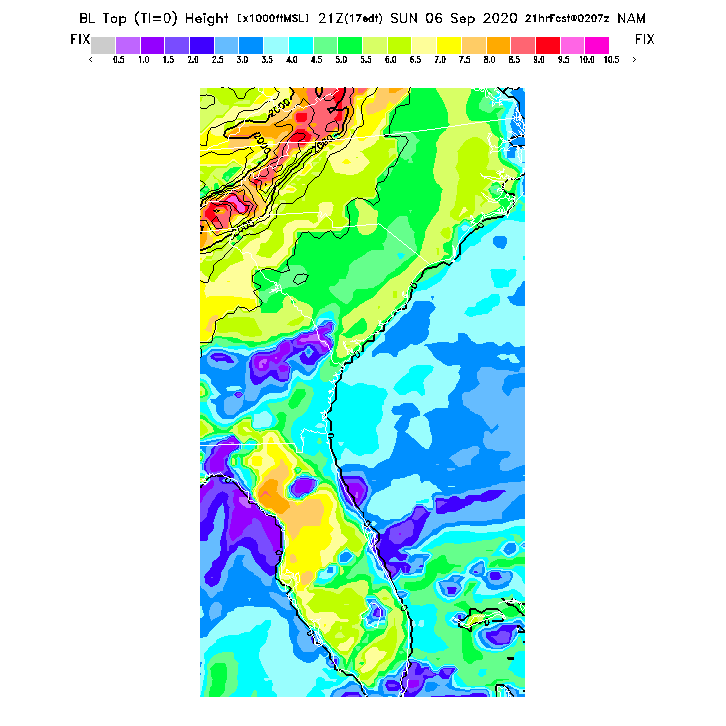 BL Top (TI=0) Height [x1000ftMSL] 21Z(17edt) SUN 06 Sep 2020 21hrFcst@0207z NAM
FIX FIX
< 0.5 1.0 1.5 2.0 2.5 3.0 3.5 4.0 4.5 5.0 5.5 6.0 6.5 7.0 7.5 8.0 8.5 9.0 9.5 10.0 10.5 >
2000
2000
2000